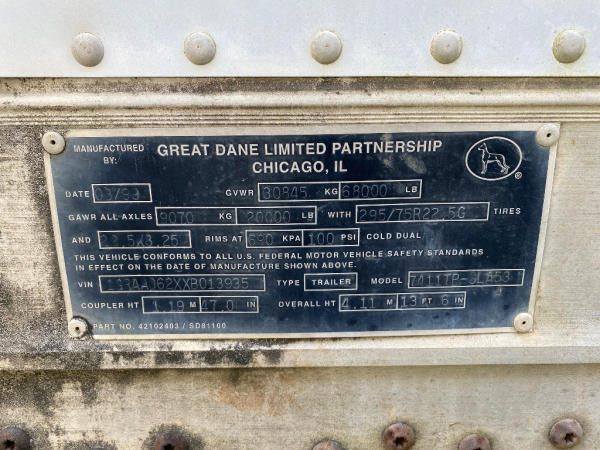 MANUFACTURED BY: GREAT DANE LIMITED PARTNERSHIP
CHICAGO, IL
®
DATE GVWR 30845 KG 68000 LB
GAWR ALL AXLES 9070 KG 20000 LB WITH 295/75R22.5G TIRES
AND 22.5X8.25 RIMS AT 690 KPA 100 PSI COLD DUAL
THIS VEHICLE CONFORMS TO ALL U.S. FEDERAL MOTOR VEHICLE SAFETY STANDARDS
IN EFFECT ON THE DATE OF MANUFACTURE SHOWN ABOVE.
VIN TYPE TRAILER MODEL
COUPLER HT 1.19 M 47.0 IN OVERALL HT 4.11 M 13 FT 6 IN
PART NO. 42102403 / SD81100